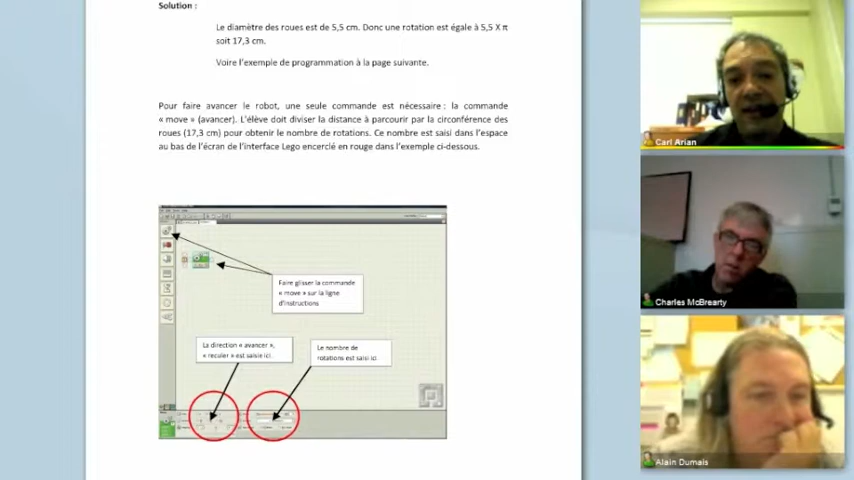 Solution :
Le diamètre des roues est de 5,5 cm. Donc une rotation est égale à 5,5 X π
soit 17,3 cm.
Voire l'exemple de programmation à la page suivante.
Pour faire avancer le robot, une seule commande est nécessaire : la commande
« move » (avancer). L'élève doit diviser la distance à parcourir par la circonférence des
roues (17,3 cm) pour obtenir le nombre de rotations. Ce nombre est saisi dans l'espace
au bas de l'écran de l'interface Lego encerclé en rouge dans l'exemple ci-dessous.
Faire glisser la commande
« move » sur la ligne
d'instructions
La direction « avancer »,
« reculer » est saisie ici.
Le nombre de
rotations est saisi ici.
Carl Arian
Charles McBrearty
Alain Dumais